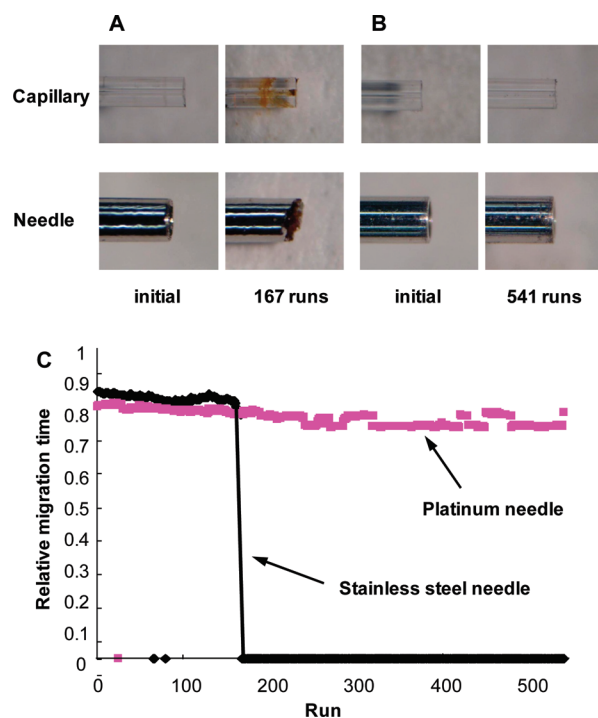 A
B
Capillary
Needle
initial
167 runs
initial
541 runs
C
1
0.9
0.8
0.7
0.6
0.5
0.4
0.3
0.2
0.1
0
Relative migration time
Platinum needle
Stainless steel needle
0
100
200
300
400
500
Run